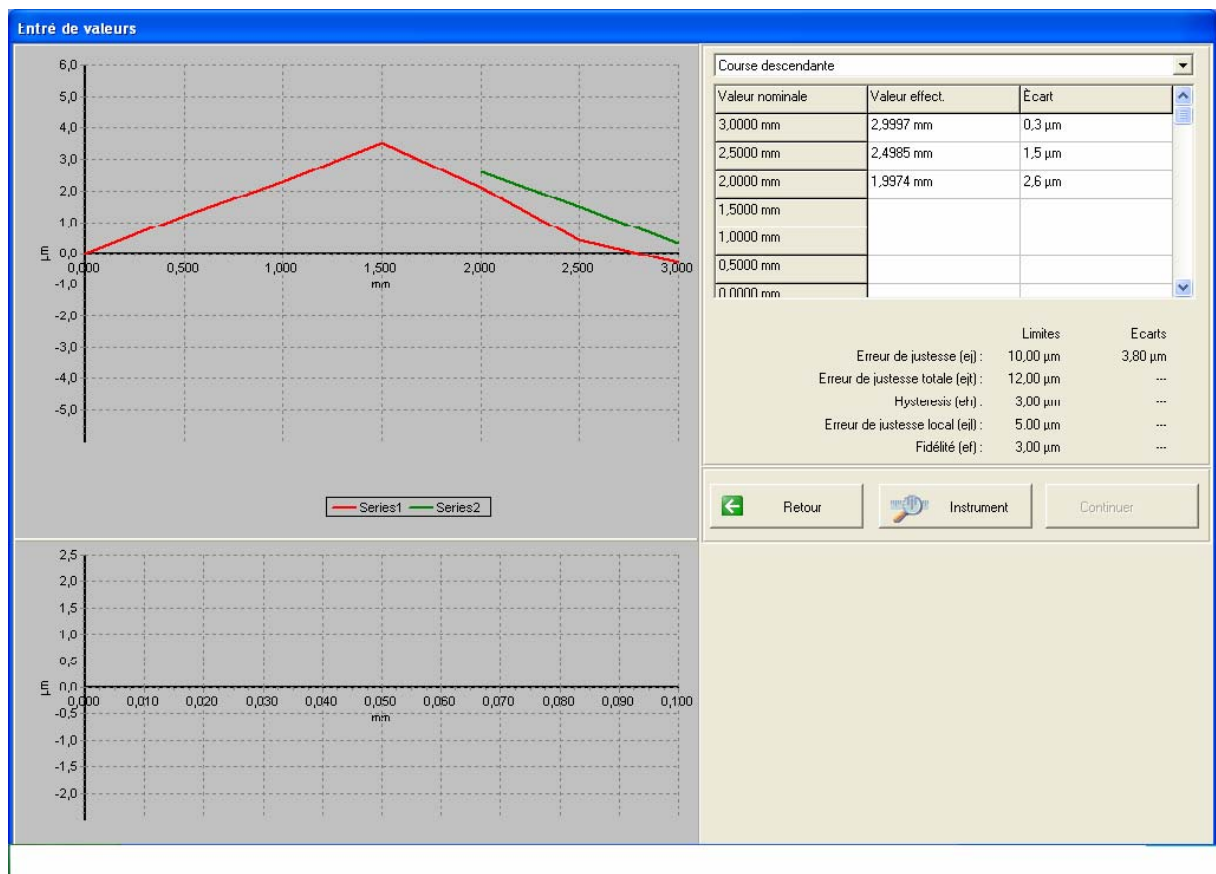 Entré de valeurs
6,0
5,0
4,0
3,0
2,0
1,0
0,0
-1,0
-2,0
-3,0
-4,0
-5,0
µm
0,000 0,500 1,000 1,500 2,000 2,500 3,000
mm
Series1 Series2
2,5
2,0
1,5
1,0
0,5
0,0
-0,5
-1,0
-1,5
-2,0
µm
0,000 0,010 0,020 0,030 0,040 0,050 0,060 0,070 0,080 0,090 0,100
mm
Course descendante
Valeur nominale Valeur effect. Ècart
3,0000 mm 2,9997 mm 0,3 µm
2,5000 mm 2,4985 mm 1,5 µm
2,0000 mm 1,9974 mm 2,6 µm
1,5000 mm
1,0000 mm
0,5000 mm
0,0000 mm
Limites Ecarts
Erreur de justesse (ej) : 10,00 µm 3,80 µm
Erreur de justesse totale (ejt) : 12,00 µm ---
Hysteresis (eh) : 3,00 µm ---
Erreur de justesse local (ejl) : 5.00 µm ---
Fidélité (ef) : 3,00 µm ---
Retour Instrument Continuer